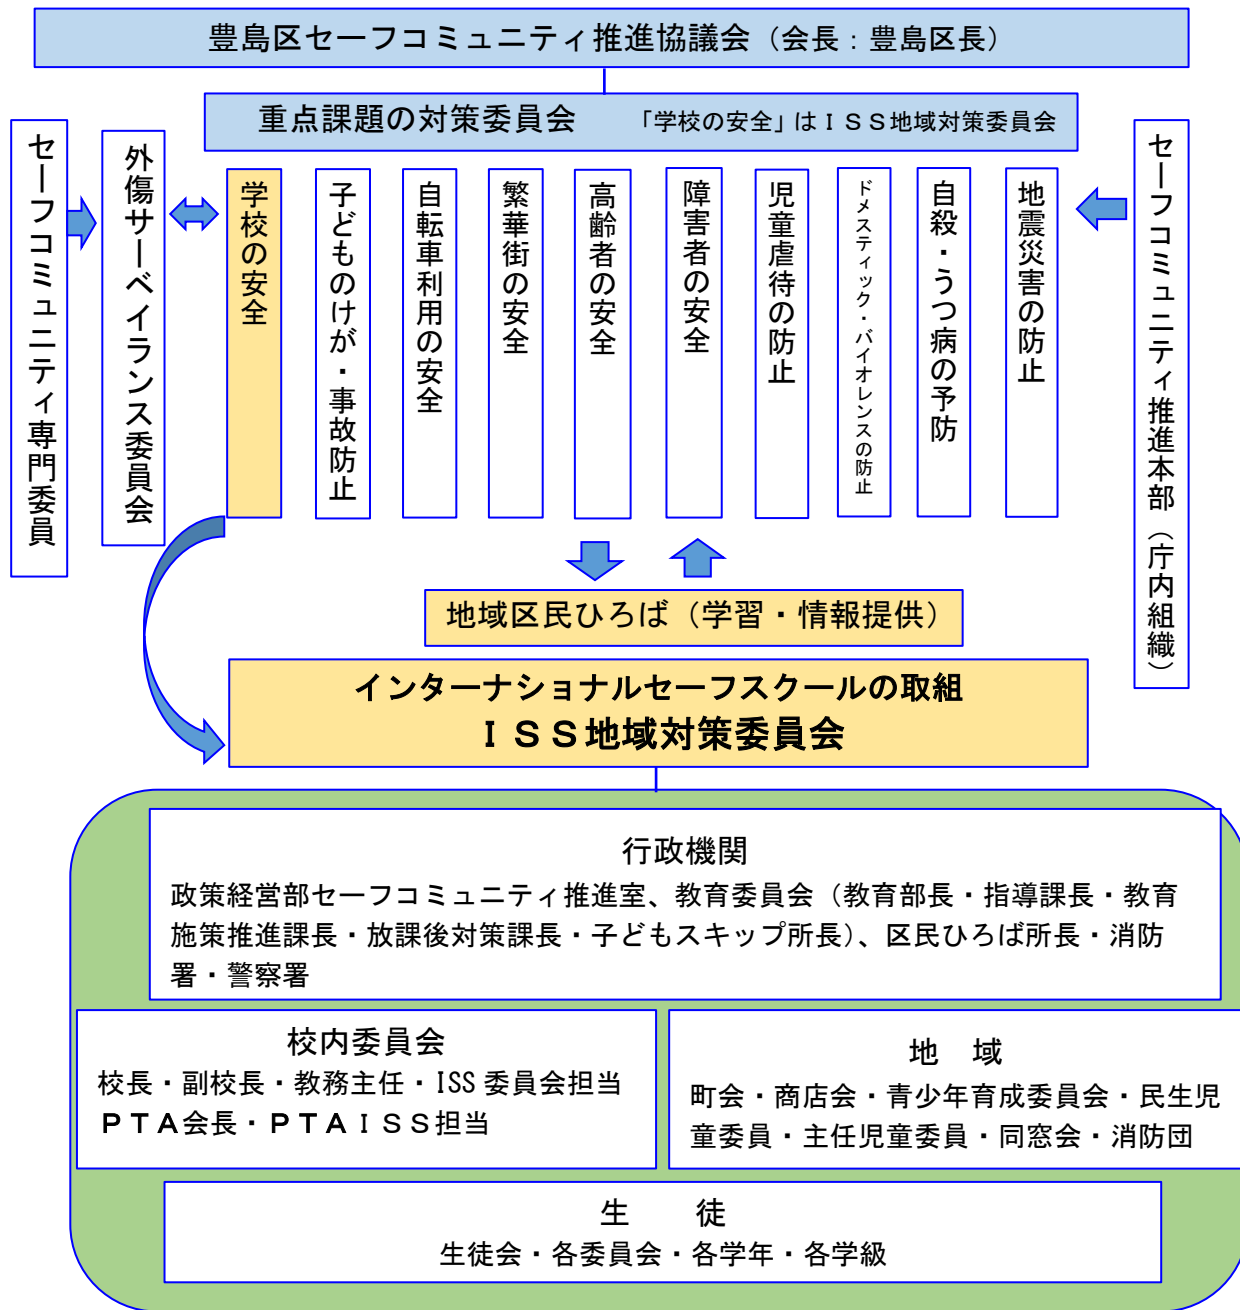 豊島区セーフコミュニティ推進協議会（会長：豊島区長）
重点課題の対策委員会　「学校の安全」はＩＳＳ地域対策委員会
セーフコミュニティ専門委員
外傷サーベイランス委員会
学校の安全
子どものけが・事故防止
自転車利用の安全
繁華街の安全
高齢者の安全
障害者の安全
児童虐待の防止
ドメスティック・バイオレンスの防止
自殺・うつ病の予防
地震災害の防止
セーフコミュニティ推進本部（庁内組織）
地域区民ひろば（学習・情報提供）
インターナショナルセーフスクールの取組
ＩＳＳ地域対策委員会
行政機関
政策経営部セーフコミュニティ推進室、教育委員会（教育部長・指導課長・教育
施策推進課長・放課後対策課長・子どもスキップ所長）、区民ひろば所長・消防
署・警察署
校内委員会
校長・副校長・教務主任・ISS 委員会担当
ＰＴＡ会長・ＰＴＡＩＳＳ担当
地　域
町会・商店会・青少年育成委員会・民生児
童委員・主任児童委員・同窓会・消防団
生　　徒
生徒会・各委員会・各学年・各学級